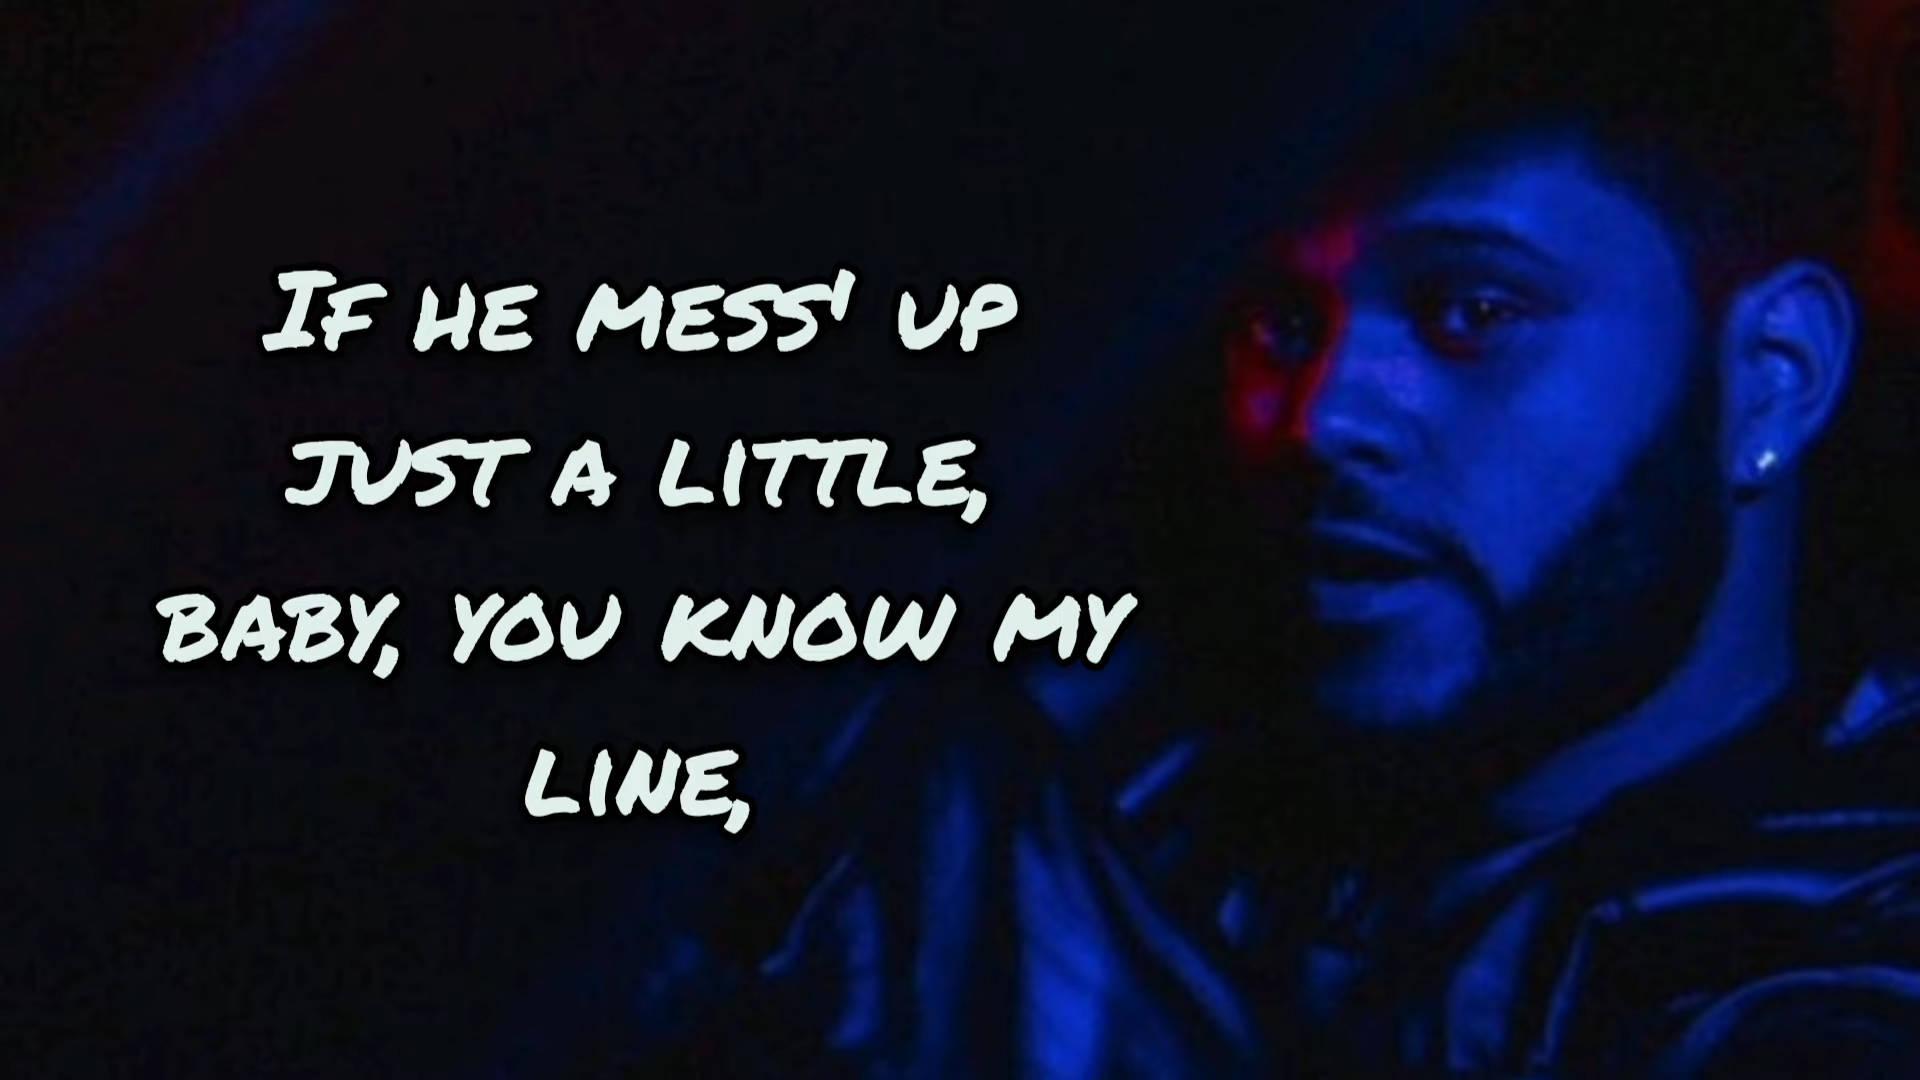 If he mess' up
just a little,
baby, you know my
line,